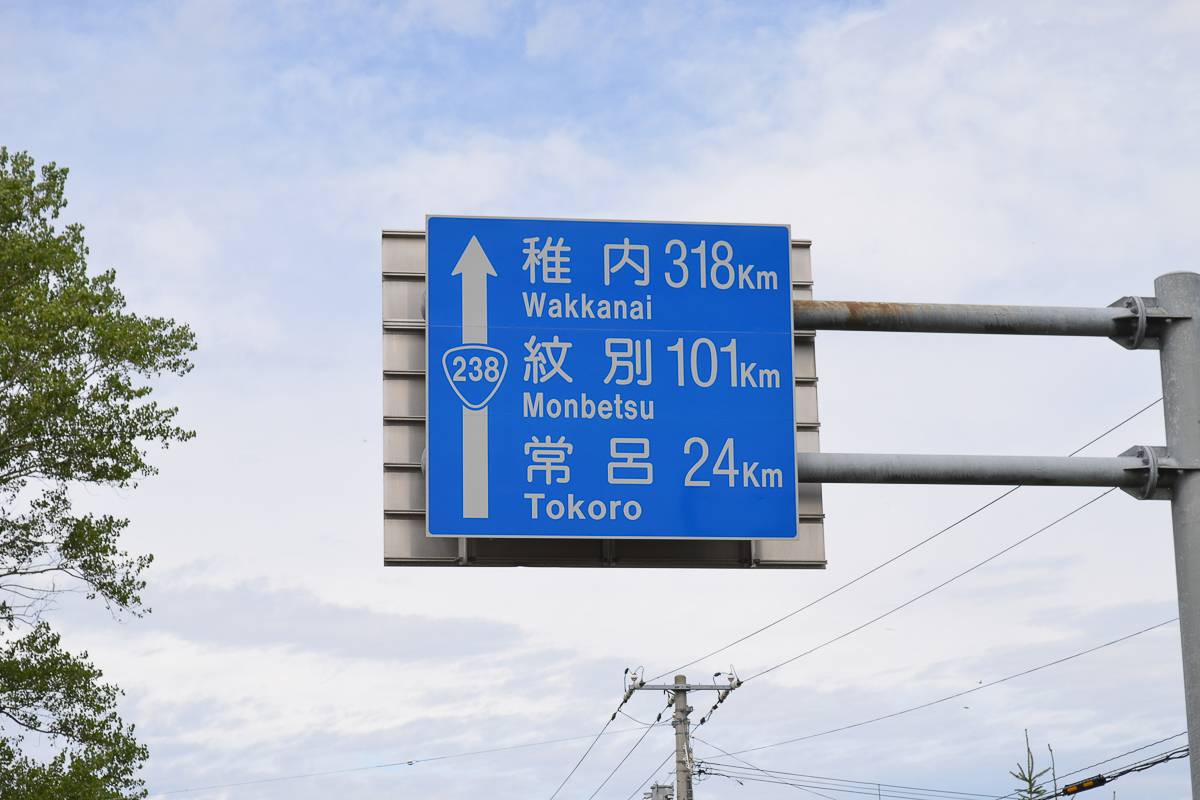 稚内 318Km
Wakkanai
238
紋別 101Km
Monbetsu
常呂 24Km
Tokoro